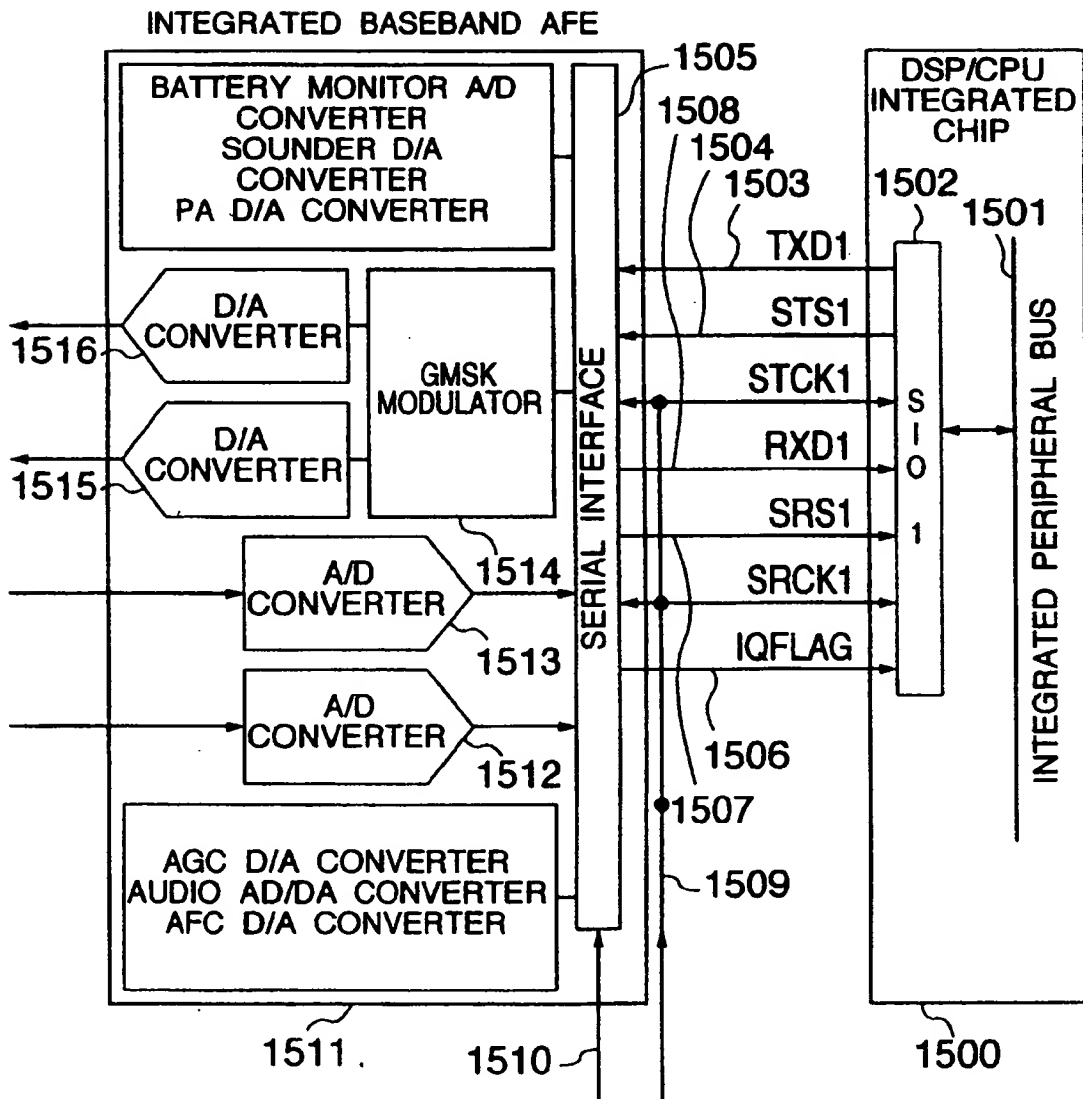 INTEGRATED BASEBAND AFE
BATTERY MONITOR A/D
CONVERTER
SOUNDER D/A
CONVERTER
PA D/A CONVERTER
D/A
CONVERTER
1516
D/A
CONVERTER
1515
GMSK
MODULATOR
1514
A/D
CONVERTER
1513
A/D
CONVERTER
1512
AGC D/A CONVERTER
AUDIO AD/DA CONVERTER
AFC D/A CONVERTER
1511
SERIAL INTERFACE
1505
1508
1504
1503
TXD1
STS1
STCK1
RXD1
SRS1
SRCK1
IQFLAG
1506
1507
1509
1510
DSP/CPU
INTEGRATED
CHIP
1502
1501
SIO 1
INTEGRATED PERIPHERAL BUS
1500